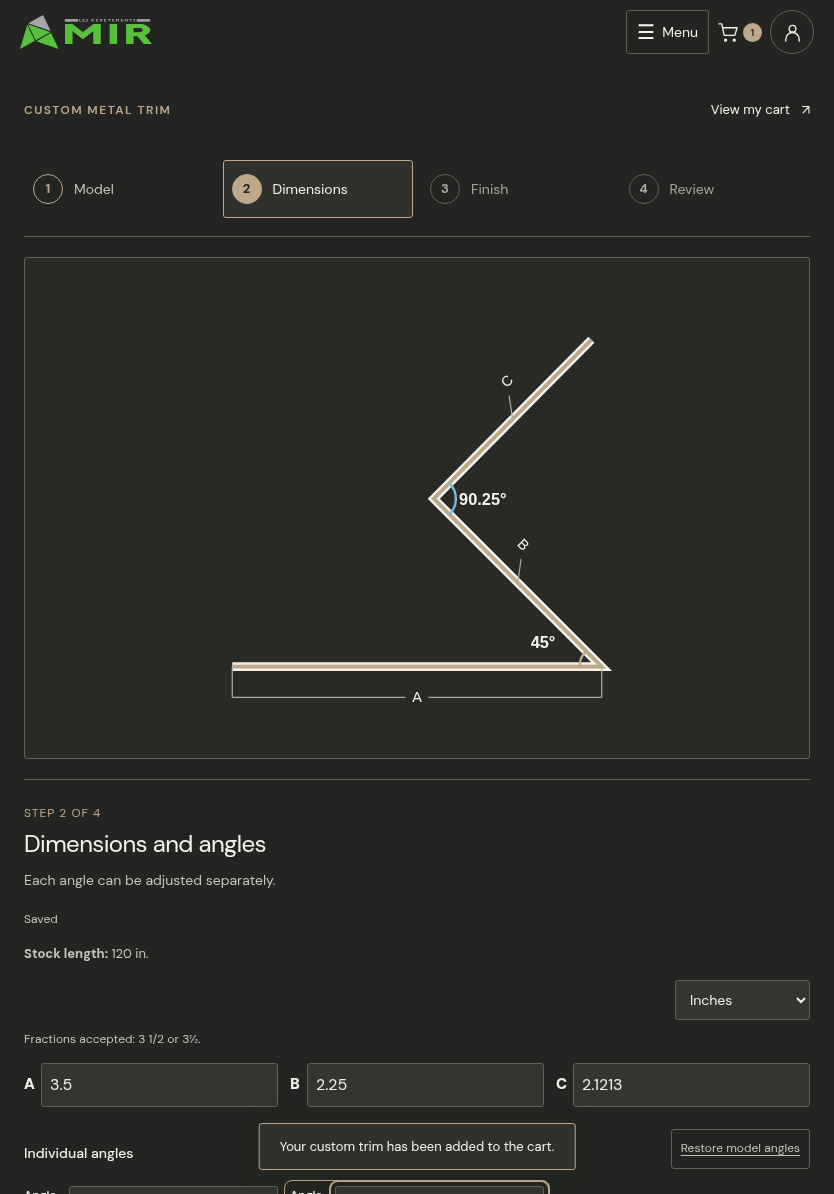 LES REVÊTEMENTS
MIR
Menu
1
CUSTOM METAL TRIM
View my cart
1 Model
2 Dimensions
3 Finish
4 Review
C
90.25°
B
45°
A
STEP 2 OF 4
Dimensions and angles
Each angle can be adjusted separately.
Saved
Stock length: 120 in.
Inches
Fractions accepted: 3 1/2 or 3½.
A 3.5 B 2.25 C 2.1213
Your custom trim has been added to the cart.
Individual angles
Restore model angles
Angle
Angle